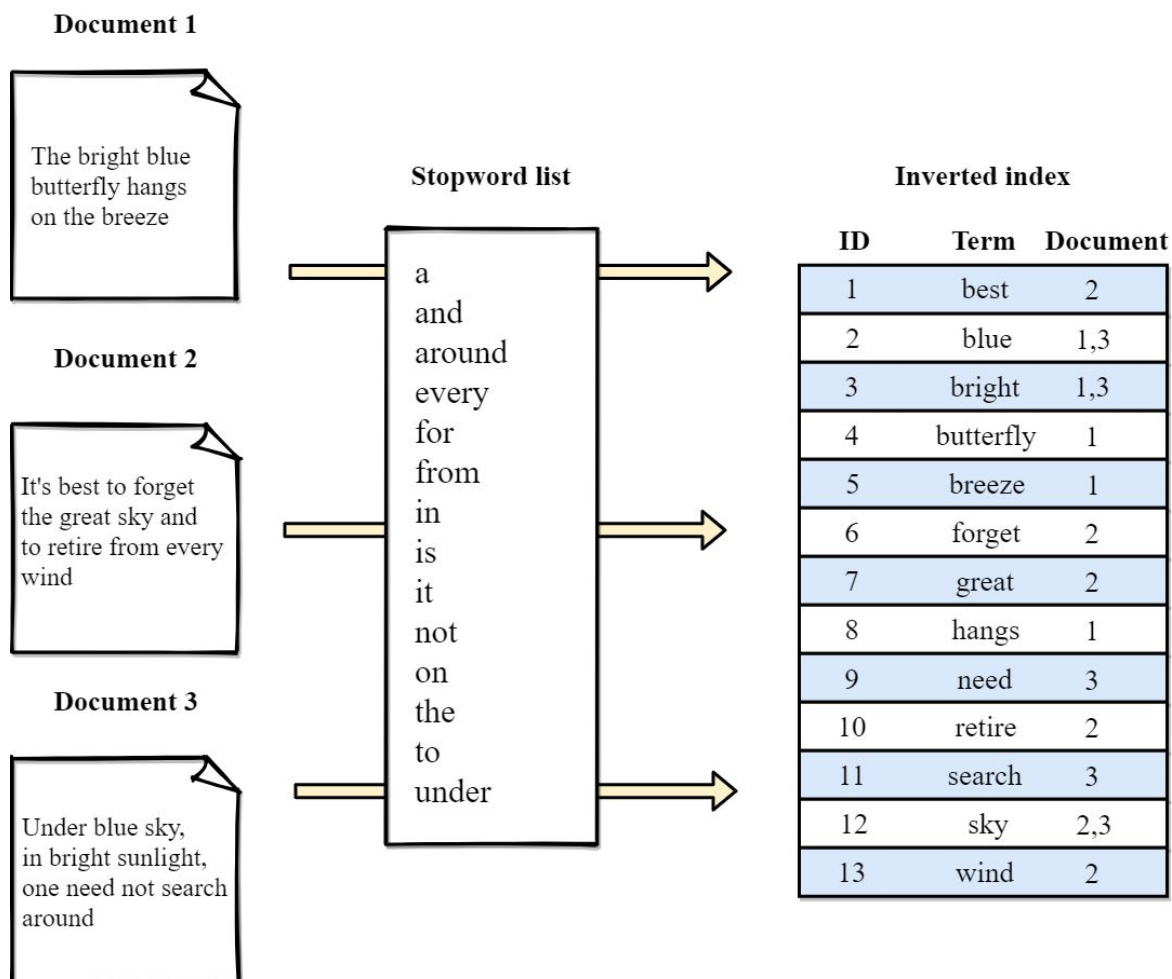 Document 1
The bright blue
butterfly hangs
on the breeze
Document 2
It's best to forget
the great sky and
to retire from every
wind
Document 3
Under blue sky,
in bright sunlight,
one need not search
around
Stopword list
a
and
around
every
for
from
in
is
it
not
on
the
to
under
Inverted index
ID Term Document
1 best 2
2 blue 1,3
3 bright 1,3
4 butterfly 1
5 breeze 1
6 forget 2
7 great 2
8 hangs 1
9 need 3
10 retire 2
11 search 3
12 sky 2,3
13 wind 2